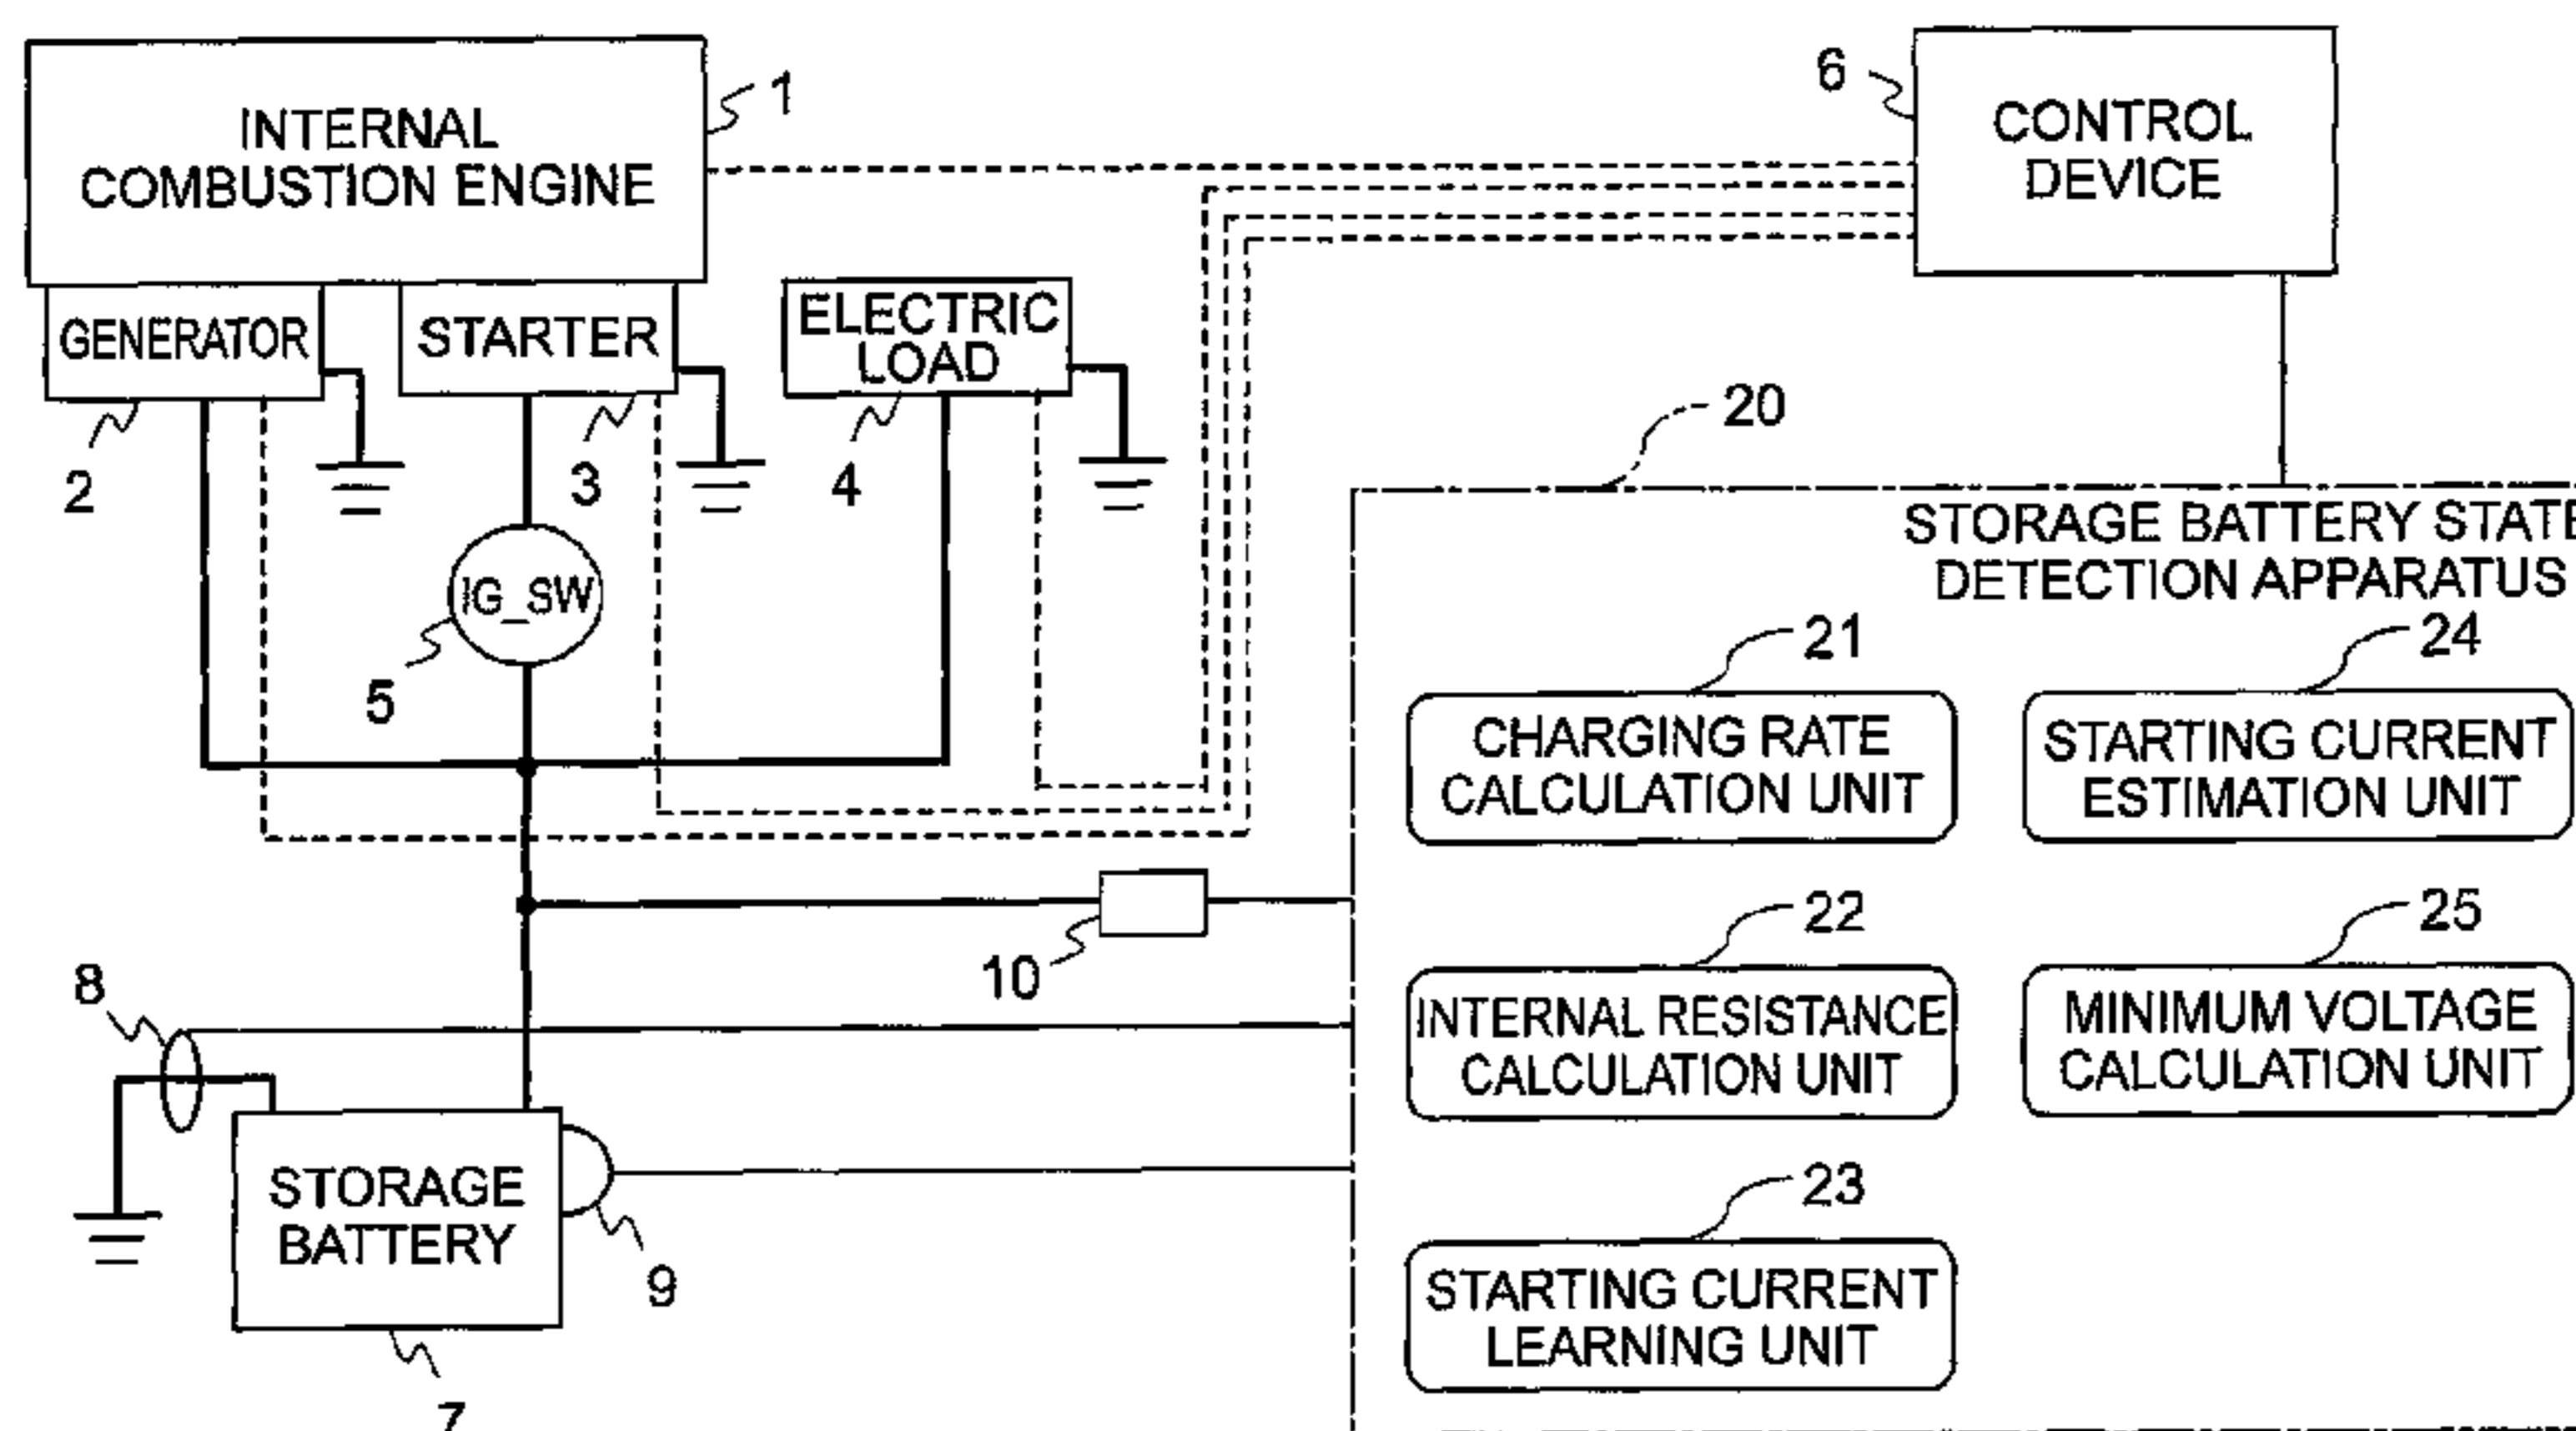 INTERNAL
COMBUSTION ENGINE
1
6
CONTROL
DEVICE
GENERATOR
STARTER
ELECTRIC
LOAD
2
3
4
20
IG_SW
5
STORAGE BATTERY STATE
DETECTION APPARATUS
21
24
CHARGING RATE
CALCULATION UNIT
STARTING CURRENT
ESTIMATION UNIT
10
22
25
INTERNAL RESISTANCE
CALCULATION UNIT
MINIMUM VOLTAGE
CALCULATION UNIT
8
STORAGE
BATTERY
9
7
23
STARTING CURRENT
LEARNING UNIT